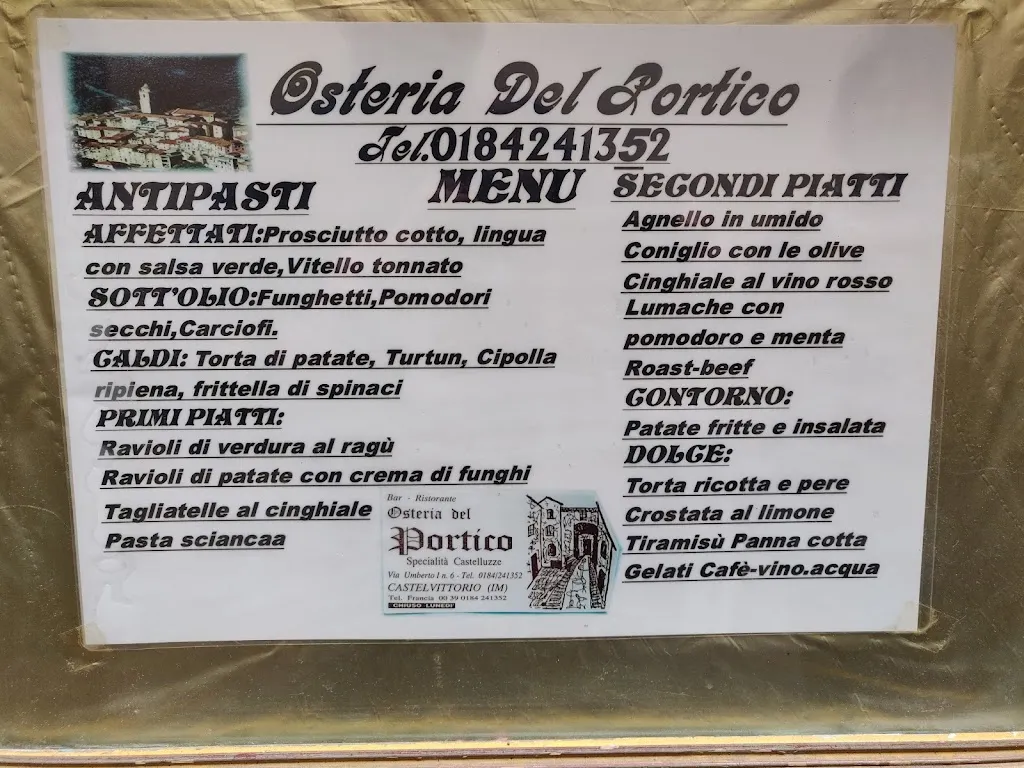 Osteria Del Portico
Tel.0184241352
MENU
ANTIPASTI
AFFETTATI:Prosciutto cotto, lingua
con salsa verde,Vitello tonnato
SOTT'OLIO:Funghetti,Pomodori
secchi,Carciofi.
CALDI: Torta di patate, Turtun, Cipolla
ripiena, frittella di spinaci
PRIMI PIATTI:
Ravioli di verdura al ragù
Ravioli di patate con crema di funghi
Tagliatelle al cinghiale
Pasta sciancaa
SECONDI PIATTI
Agnello in umido
Coniglio con le olive
Cinghiale al vino rosso
Lumache con
pomodoro e menta
Roast-beef
CONTORNO:
Patate fritte e insalata
DOLCE:
Torta ricotta e pere
Crostata al limone
Tiramisù Panna cotta
Gelati Cafè-vino.acqua
Bar - Ristorante
Osteria del
Portico
Specialità Castelluzze
Via Umberto I n. 6 - Tel. 0184/241352
CASTELVITTORIO (IM)
Tel. Francia 00 39 0184 241352
CHIUSO LUNEDI